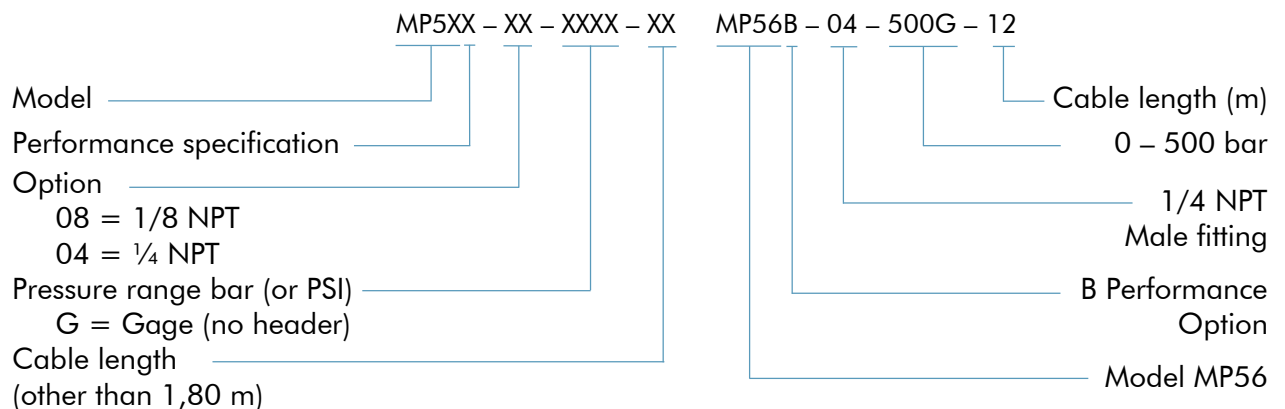 MP5XX – XX – XXXX – XX
Model
Performance specification
Option
08 = 1/8 NPT
04 = ¼ NPT
Pressure range bar (or PSI)
G = Gage (no header)
Cable length
(other than 1,80 m)
MP56B – 04 – 500G – 12
Cable length (m)
0 – 500 bar
1/4 NPT
Male fitting
B Performance
Option
Model MP56